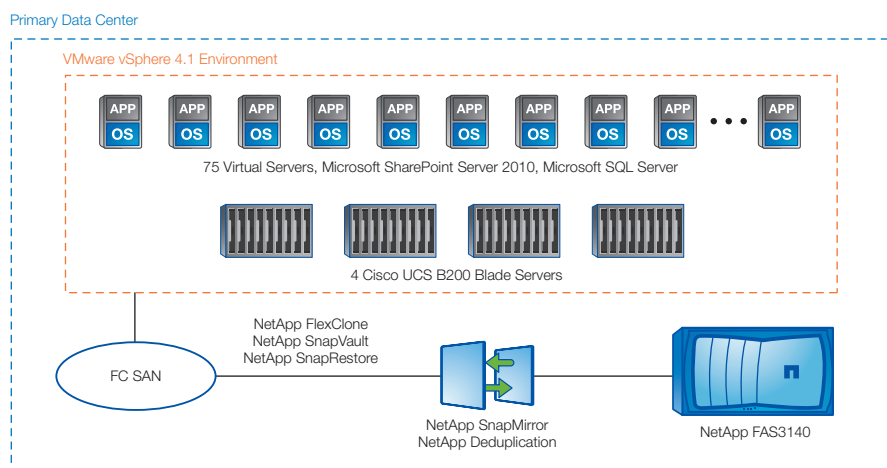 Primary Data Center
VMware vSphere 4.1 Environment
APP APP APP APP APP APP APP APP APP APP
OS OS OS OS OS OS OS OS OS OS
75 Virtual Servers, Microsoft SharePoint Server 2010, Microsoft SQL Server
4 Cisco UCS B200 Blade Servers
NetApp FlexClone
NetApp SnapVault
NetApp SnapRestore
FC SAN
NetApp SnapMirror
NetApp Deduplication
NetApp FAS3140